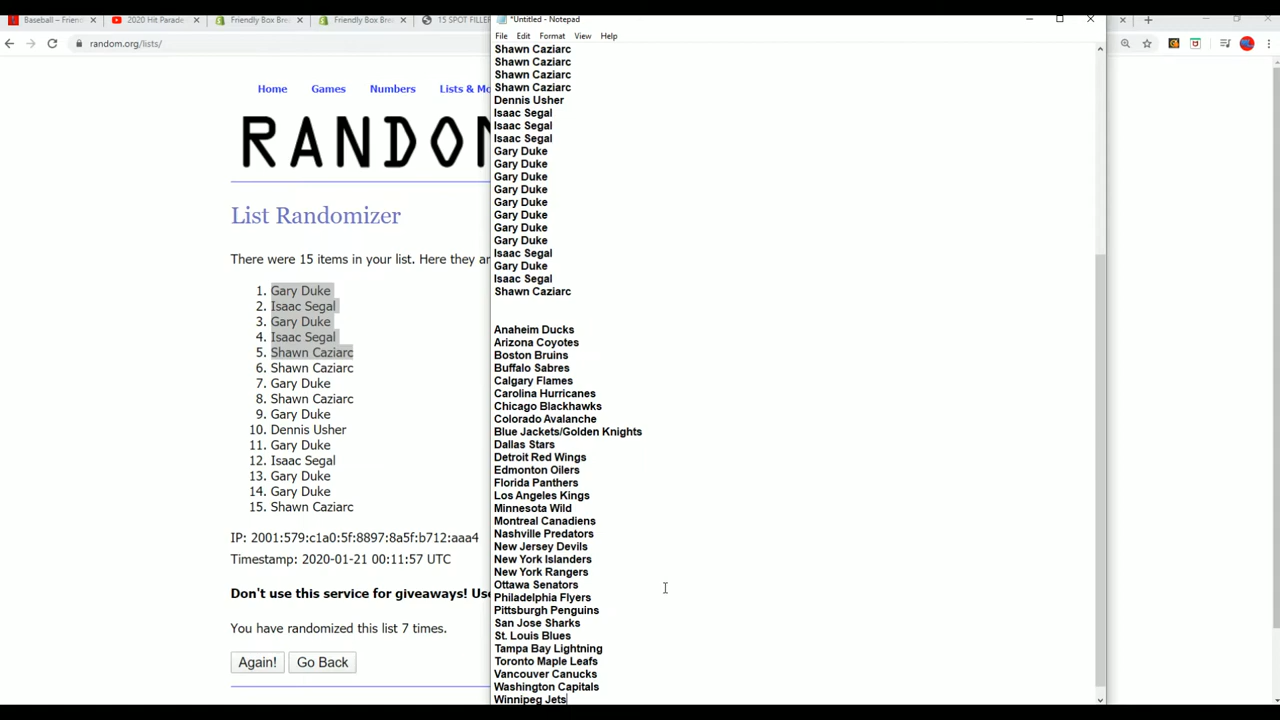 Baseball – Frien
2020 Hit Parade
Friendly Box Bre
Friendly Box Bre
15 SPOT FILLER
*Untitled - Notepad
random.org/lists/
File Edit Format View Help
Home Games Numbers Lists & Mo
RANDO
List Randomizer
There were 15 items in your list. Here they ar
1. Gary Duke
2. Isaac Segal
3. Gary Duke
4. Isaac Segal
5. Shawn Caziarc
6. Shawn Caziarc
7. Gary Duke
8. Shawn Caziarc
9. Gary Duke
10. Dennis Usher
11. Gary Duke
12. Isaac Segal
13. Gary Duke
14. Gary Duke
15. Shawn Caziarc
IP: 2001:579:c1a0:5f:8897:8a5f:b712:aaa4
Timestamp: 2020-01-21 00:11:57 UTC
Don't use this service for giveaways! Use
You have randomized this list 7 times.
Again! Go Back
Shawn Caziarc
Shawn Caziarc
Shawn Caziarc
Shawn Caziarc
Dennis Usher
Isaac Segal
Isaac Segal
Isaac Segal
Gary Duke
Gary Duke
Gary Duke
Gary Duke
Gary Duke
Gary Duke
Gary Duke
Gary Duke
Isaac Segal
Gary Duke
Isaac Segal
Shawn Caziarc
Anaheim Ducks
Arizona Coyotes
Boston Bruins
Buffalo Sabres
Calgary Flames
Carolina Hurricanes
Chicago Blackhawks
Colorado Avalanche
Blue Jackets/Golden Knights
Dallas Stars
Detroit Red Wings
Edmonton Oilers
Florida Panthers
Los Angeles Kings
Minnesota Wild
Montreal Canadiens
Nashville Predators
New Jersey Devils
New York Islanders
New York Rangers
Ottawa Senators
Philadelphia Flyers
Pittsburgh Penguins
San Jose Sharks
St. Louis Blues
Tampa Bay Lightning
Toronto Maple Leafs
Vancouver Canucks
Washington Capitals
Winnipeg Jets